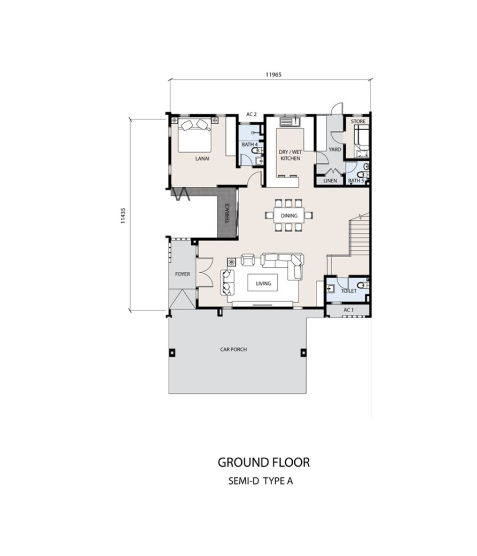 11965
AC 2
STORE
BATH 4
YARD
LANAI
DRY / WET
KITCHEN
LINEN
BATH 5
11435
TERRACE
DINING
FOYER
LIVING
TOILET
AC 1
CAR PORCH
GROUND FLOOR
SEMI-D TYPE A